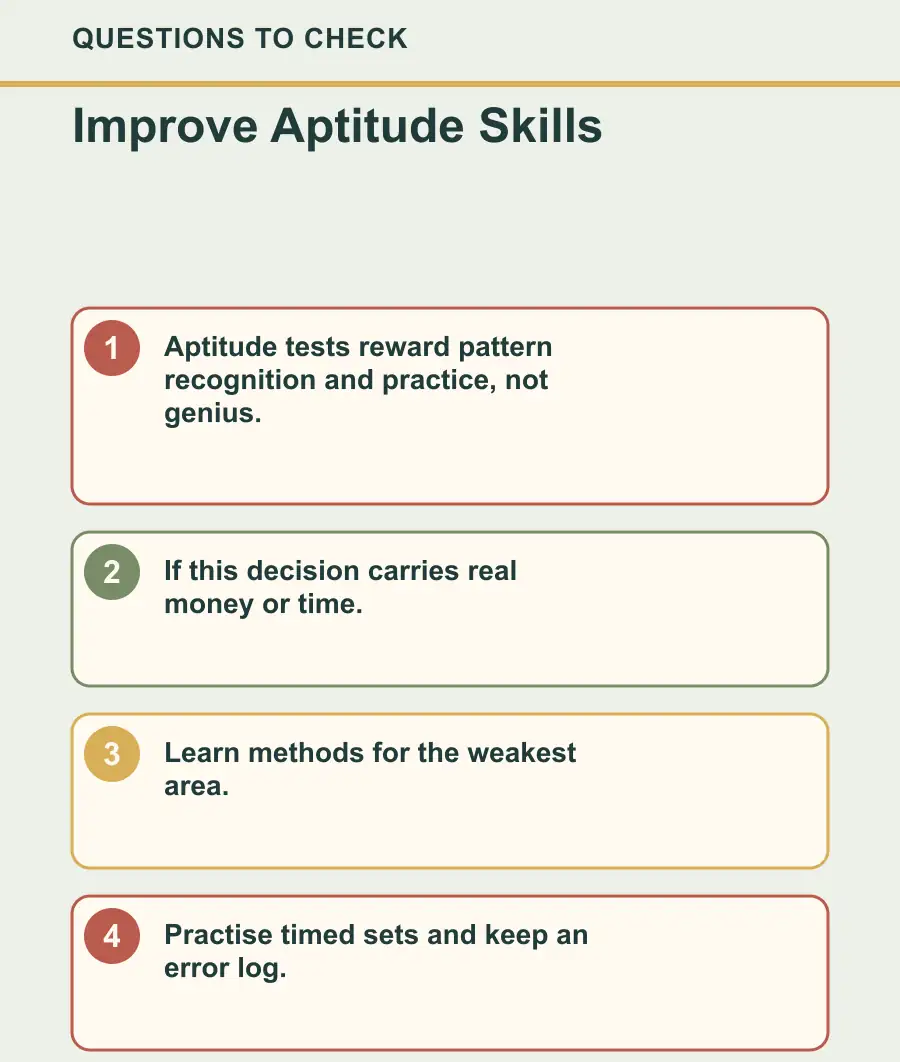 QUESTIONS TO CHECK
Improve Aptitude Skills
1
Aptitude tests reward pattern
recognition and practice, not
genius.
2
If this decision carries real
money or time.
3
Learn methods for the weakest
area.
4
Practise timed sets and keep an
error log.